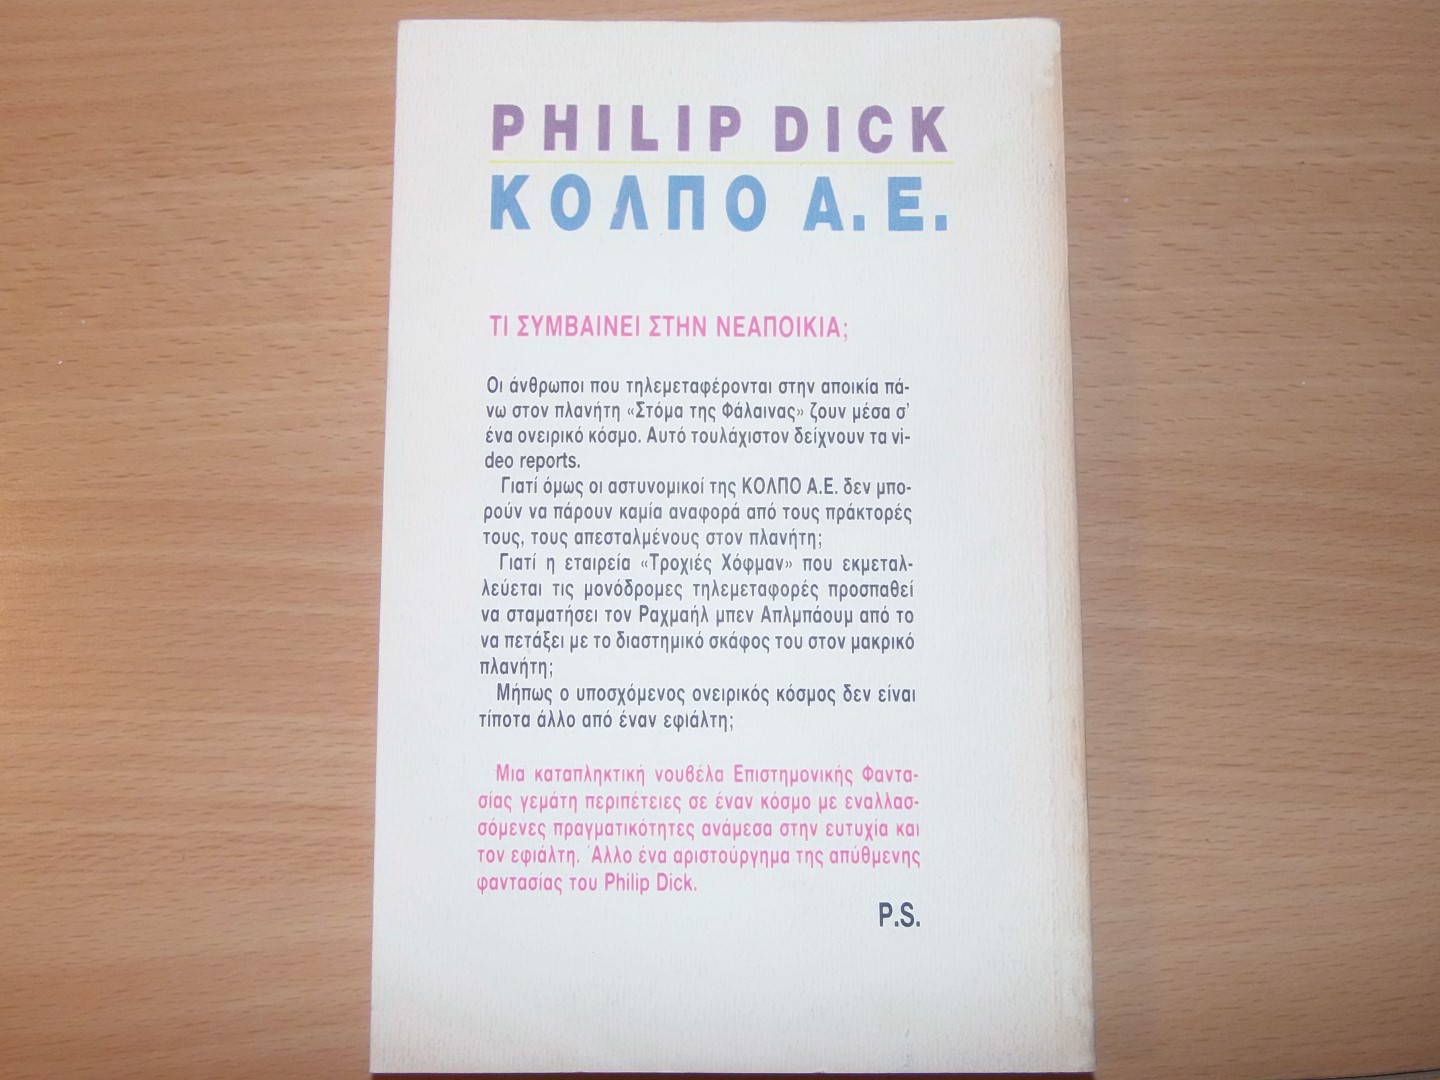 PHILIP DICK
ΚΟΛΠΟ Α.Ε.
ΤΙ ΣΥΜΒΑΙΝΕΙ ΣΤΗΝ ΝΕΑΠΟΙΚΙΑ;
Οι άνθρωποι που τηλεμεταφέρονται στην αποικία πά-
νω στον πλανήτη «Στόμα της Φάλαινας» ζουν μέσα σ'
ένα ονειρικό κόσμο. Αυτό τουλάχιστον δείχνουν τα vi-
deo reports.
Γιατί όμως οι αστυνομικοί της ΚΟΛΠΟ Α.Ε. δεν μπο-
ρούν να πάρουν καμία αναφορά από τους πράκτορές
τους, τους απεσταλμένους στον πλανήτη;
Γιατί η εταιρεία «Τροχιές Χόφμαν» που εκμεταλ-
λεύεται τις μονόδρομες τηλεμεταφορές προσπαθεί
να σταματήσει τον Ραχμαήλ μπεν Απλμπάουμ από το
να πετάξει με το διαστημικό σκάφος του στον μακρικό
πλανήτη;
Μήπως ο υποσχόμενος ονειρικός κόσμος δεν είναι
τίποτα άλλο από έναν εφιάλτη;
Μια καταπληκτική νουβέλα Επιστημονικής Φαντα-
σίας γεμάτη περιπέτειες σε έναν κόσμο με εναλλασ-
σόμενες πραγματικότητες ανάμεσα στην ευτυχία και
τον εφιάλτη. Άλλο ένα αριστούργημα της απύθμενης
φαντασίας του Philip Dick.
P.S.